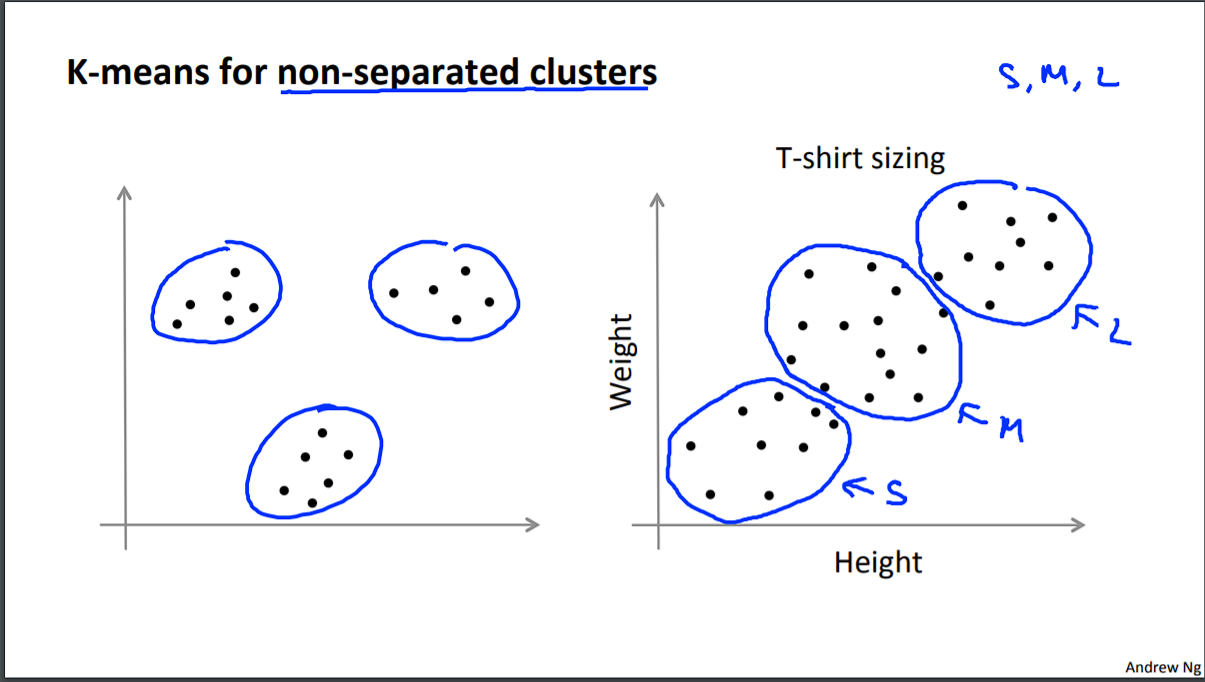 K-means for non-separated clusters
S, M, L
T-shirt sizing
L
Weight
M
S
Height
Andrew Ng